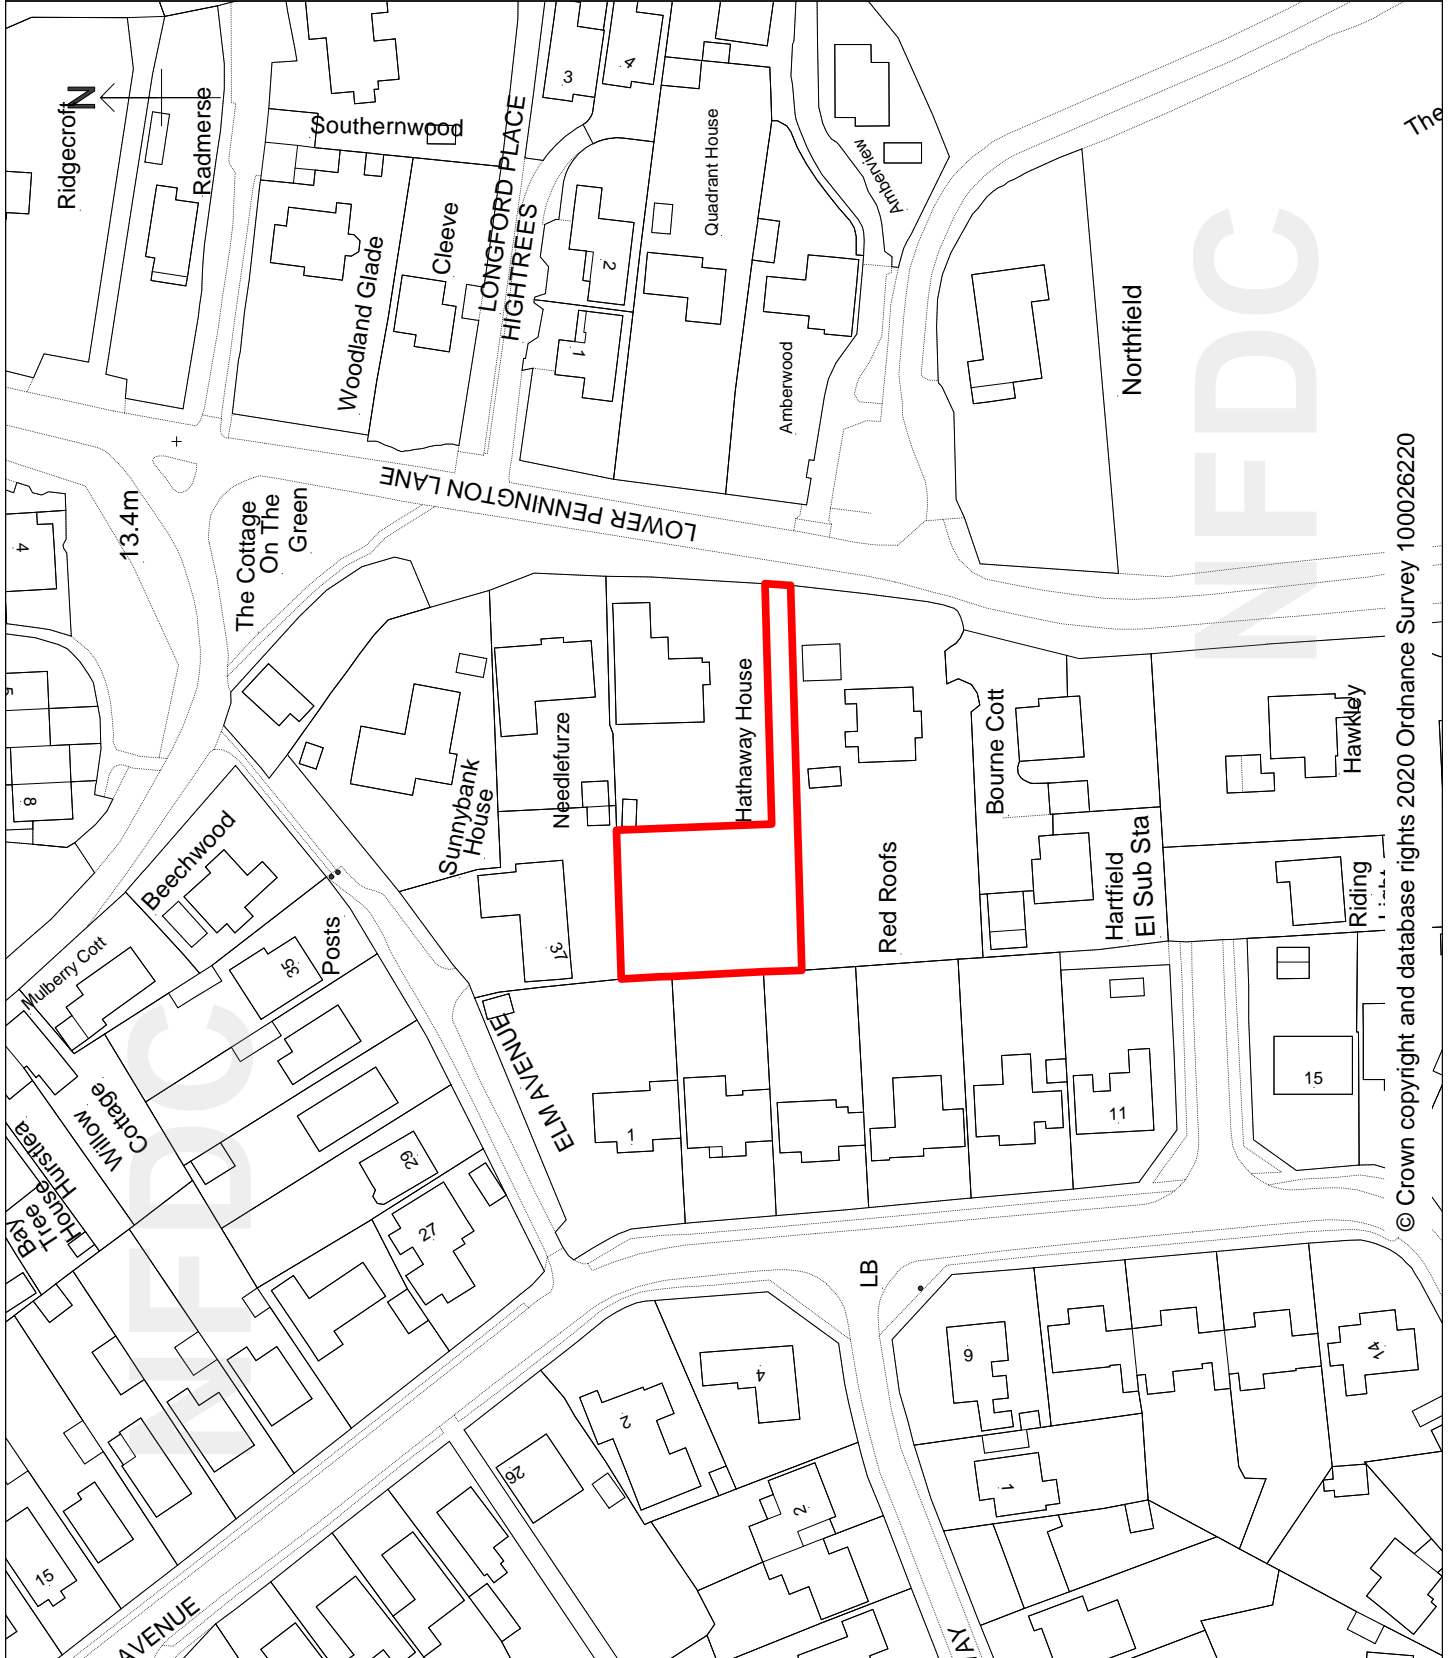 N
Ridgecroft
Radmerse
Southernwood
Woodland Glade
Cleeve
LONGFORD PLACE
HIGHTREES
3
4
2
1
Quadrant House
Amberview
Amberwood
Northfield
The
NFDC
LOWER PENNINGTON LANE
13.4m
The Cottage
On The
Green
4
8
Sunnybank
House
Needlefurze
Hathaway House
Red Roofs
Bourne Cott
Hartfield
El Sub Sta
Hawkley
Riding
Beechwood
Mulberry Cott
Posts
35
37
ELM AVENUE
Willow
Cottage
Hurstlea
Bay
Tree
House
29
27
1
11
15
LB
NFDC
26
2
4
2
6
1
14
15
AVENUE
© Crown copyright and database rights 2020 Ordnance Survey 100026220